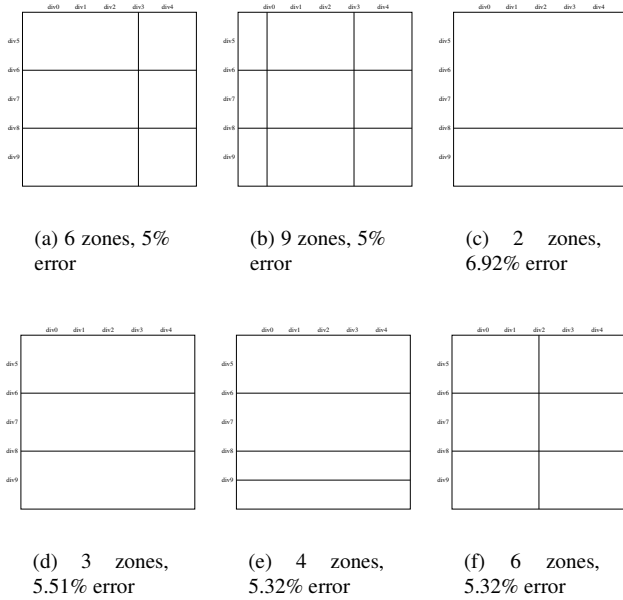 div0 div1 div2 div3 div4
div5
div6
div7
div8
div9
(a) 6 zones, 5%
error
div0 div1 div2 div3 div4
div5
div6
div7
div8
div9
(b) 9 zones, 5%
error
div0 div1 div2 div3 div4
div5
div6
div7
div8
div9
(c) 2 zones,
6.92% error
div0 div1 div2 div3 div4
div5
div6
div7
div8
div9
(d) 3 zones,
5.51% error
div0 div1 div2 div3 div4
div5
div6
div7
div8
div9
(e) 4 zones,
5.32% error
div0 div1 div2 div3 div4
div5
div6
div7
div8
div9
(f) 6 zones,
5.32% error